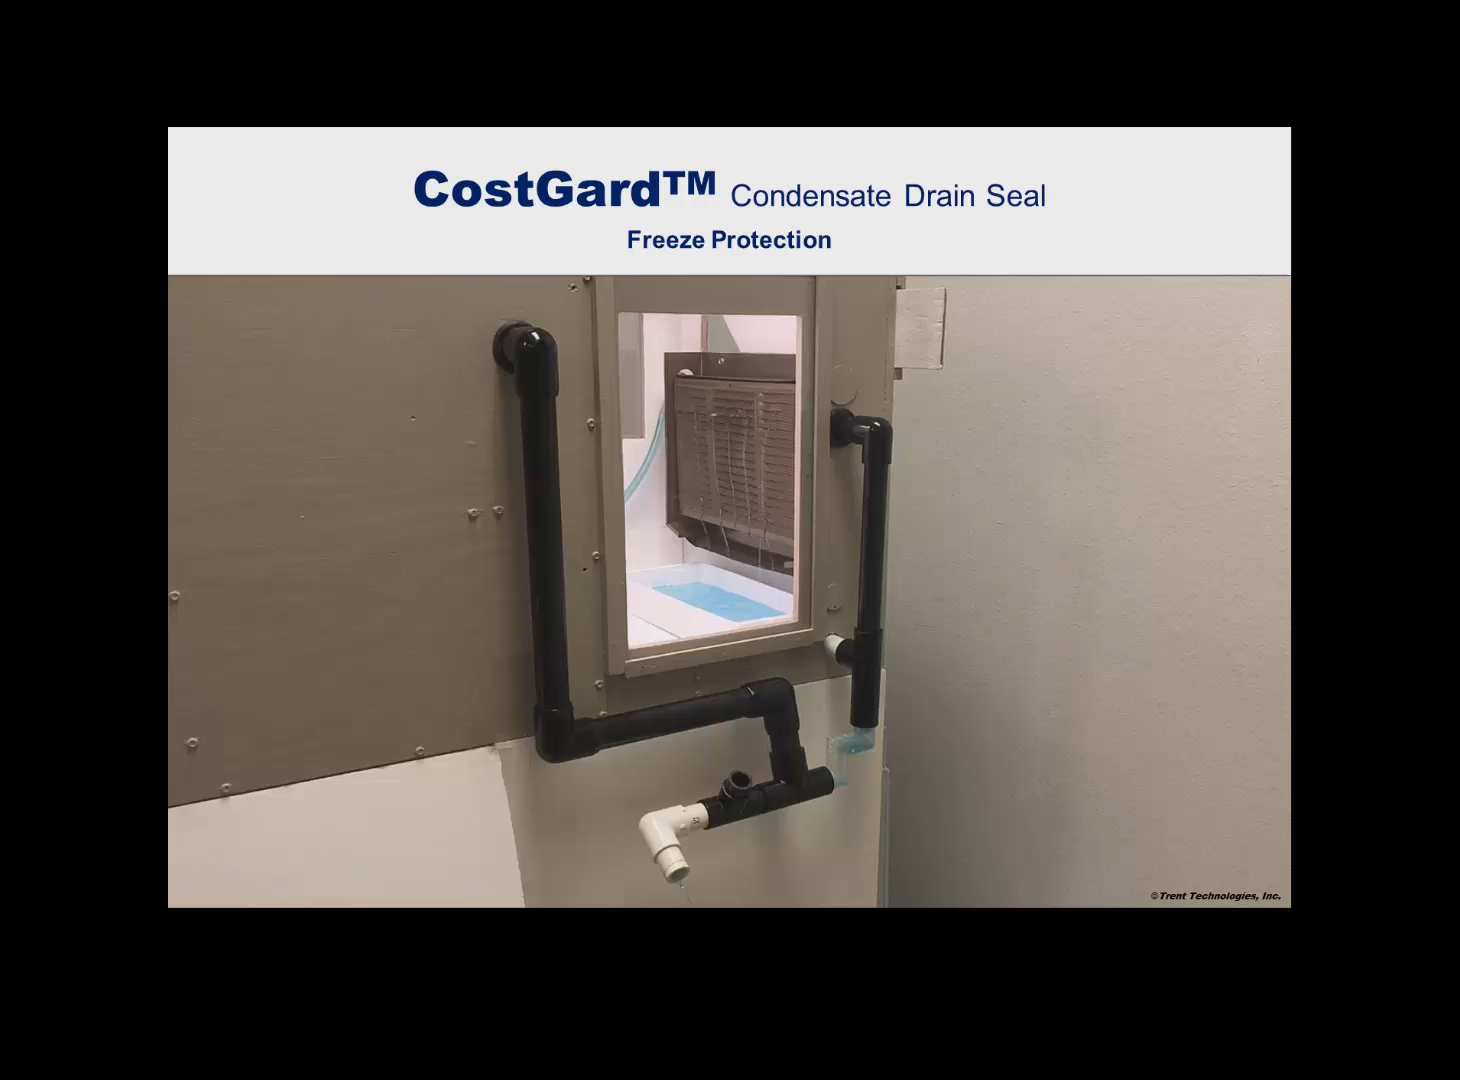 CostGard™ Condensate Drain Seal
Freeze Protection
©Trent Technologies, Inc.